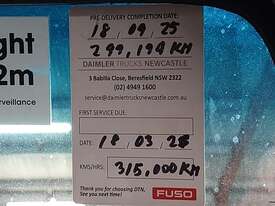 PRE-DELIVERY COMPLETION DATE:
18 09 25
299,194 KM
DAIMLER TRUCKS NEWCASTLE
3 Babilla Close, Beresfield NSW 2322
(02) 4949 1600
service@daimlertrucksnewcastle.com.au
FIRST SERVICE DUE:
DATE: 18 03 26
KMS/HRS: 315,000 KM
Thank you for choosing DTN,
See you next time!
FUSO
ght
2m
rveillance